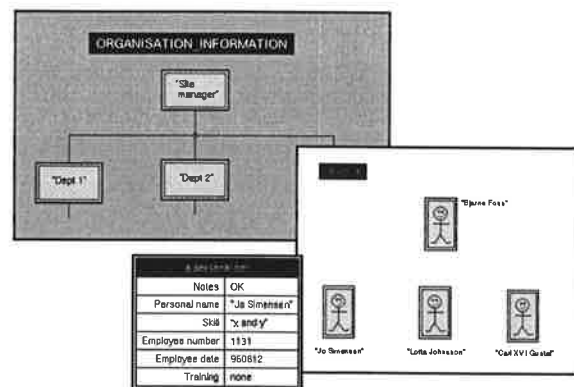 ORGANISATION_INFORMATION
"Site
manager"
"Dept 1"
"Dept 2"
"Bjarne Foss"
"Jo Simensen"
"Lotta Johnsson"
"Carl XVI Gustaf"
Notes OK
Personal name "Jo Simensen"
Skill "x and y"
Employee number 1131
Employee date 960812
Training none